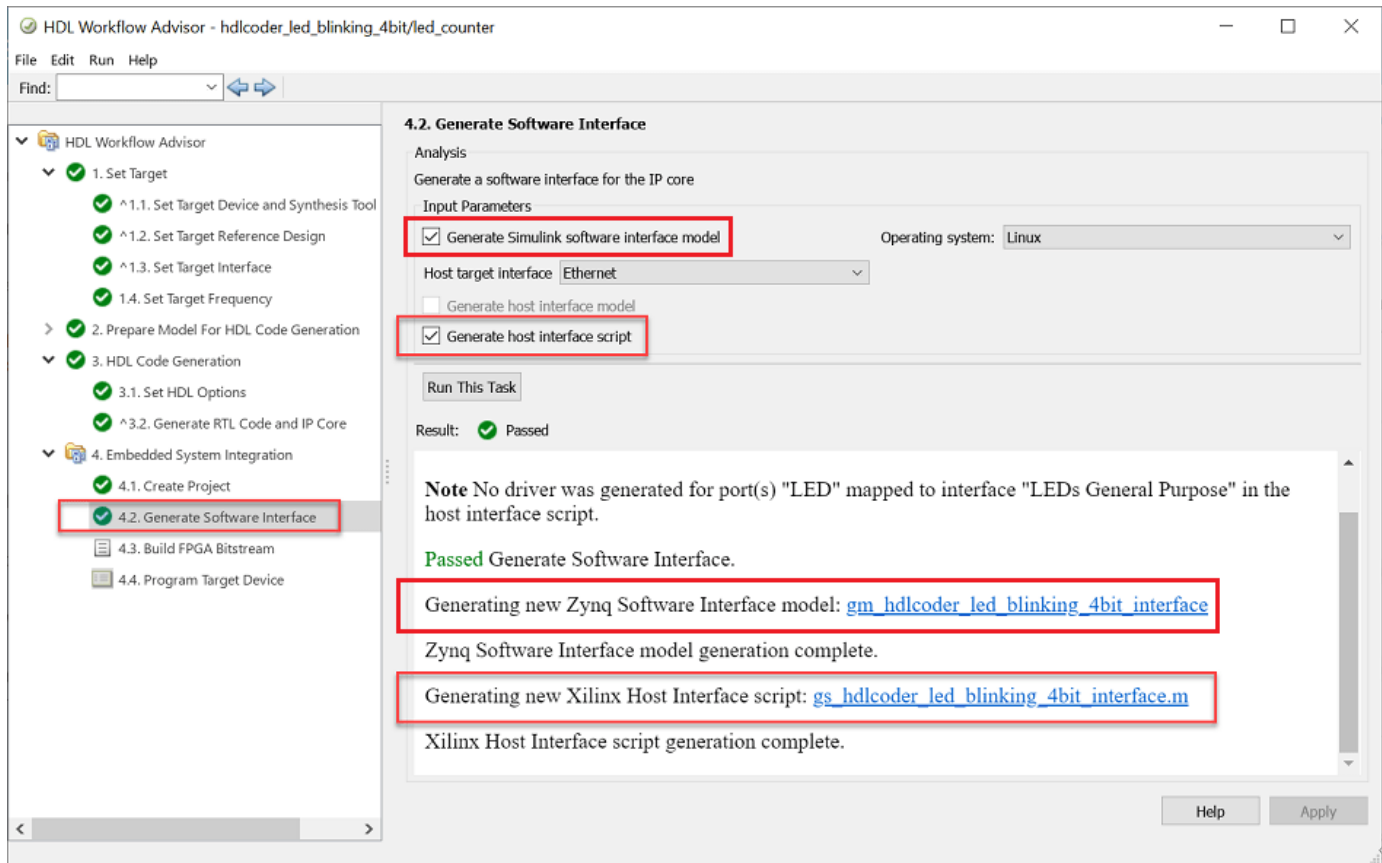 HDL Workflow Advisor - hdlcoder_led_blinking_4bit/led_counter
File Edit Run Help
Find:
HDL Workflow Advisor
1. Set Target
^1.1. Set Target Device and Synthesis Tool
^1.2. Set Target Reference Design
^1.3. Set Target Interface
1.4. Set Target Frequency
2. Prepare Model For HDL Code Generation
3. HDL Code Generation
3.1. Set HDL Options
^3.2. Generate RTL Code and IP Core
4. Embedded System Integration
4.1. Create Project
4.2. Generate Software Interface
4.3. Build FPGA Bitstream
4.4. Program Target Device
4.2. Generate Software Interface
Analysis
Generate a software interface for the IP core
Input Parameters
Generate Simulink software interface model
Operating system: Linux
Host target interface Ethernet
Generate host interface model
Generate host interface script
Run This Task
Result: Passed
Note No driver was generated for port(s) "LED" mapped to interface "LEDs General Purpose" in the
host interface script.
Passed Generate Software Interface.
Generating new Zynq Software Interface model: gm_hdlcoder_led_blinking_4bit_interface
Zynq Software Interface model generation complete.
Generating new Xilinx Host Interface script: gs_hdlcoder_led_blinking_4bit_interface.m
Xilinx Host Interface script generation complete.
Help
Apply